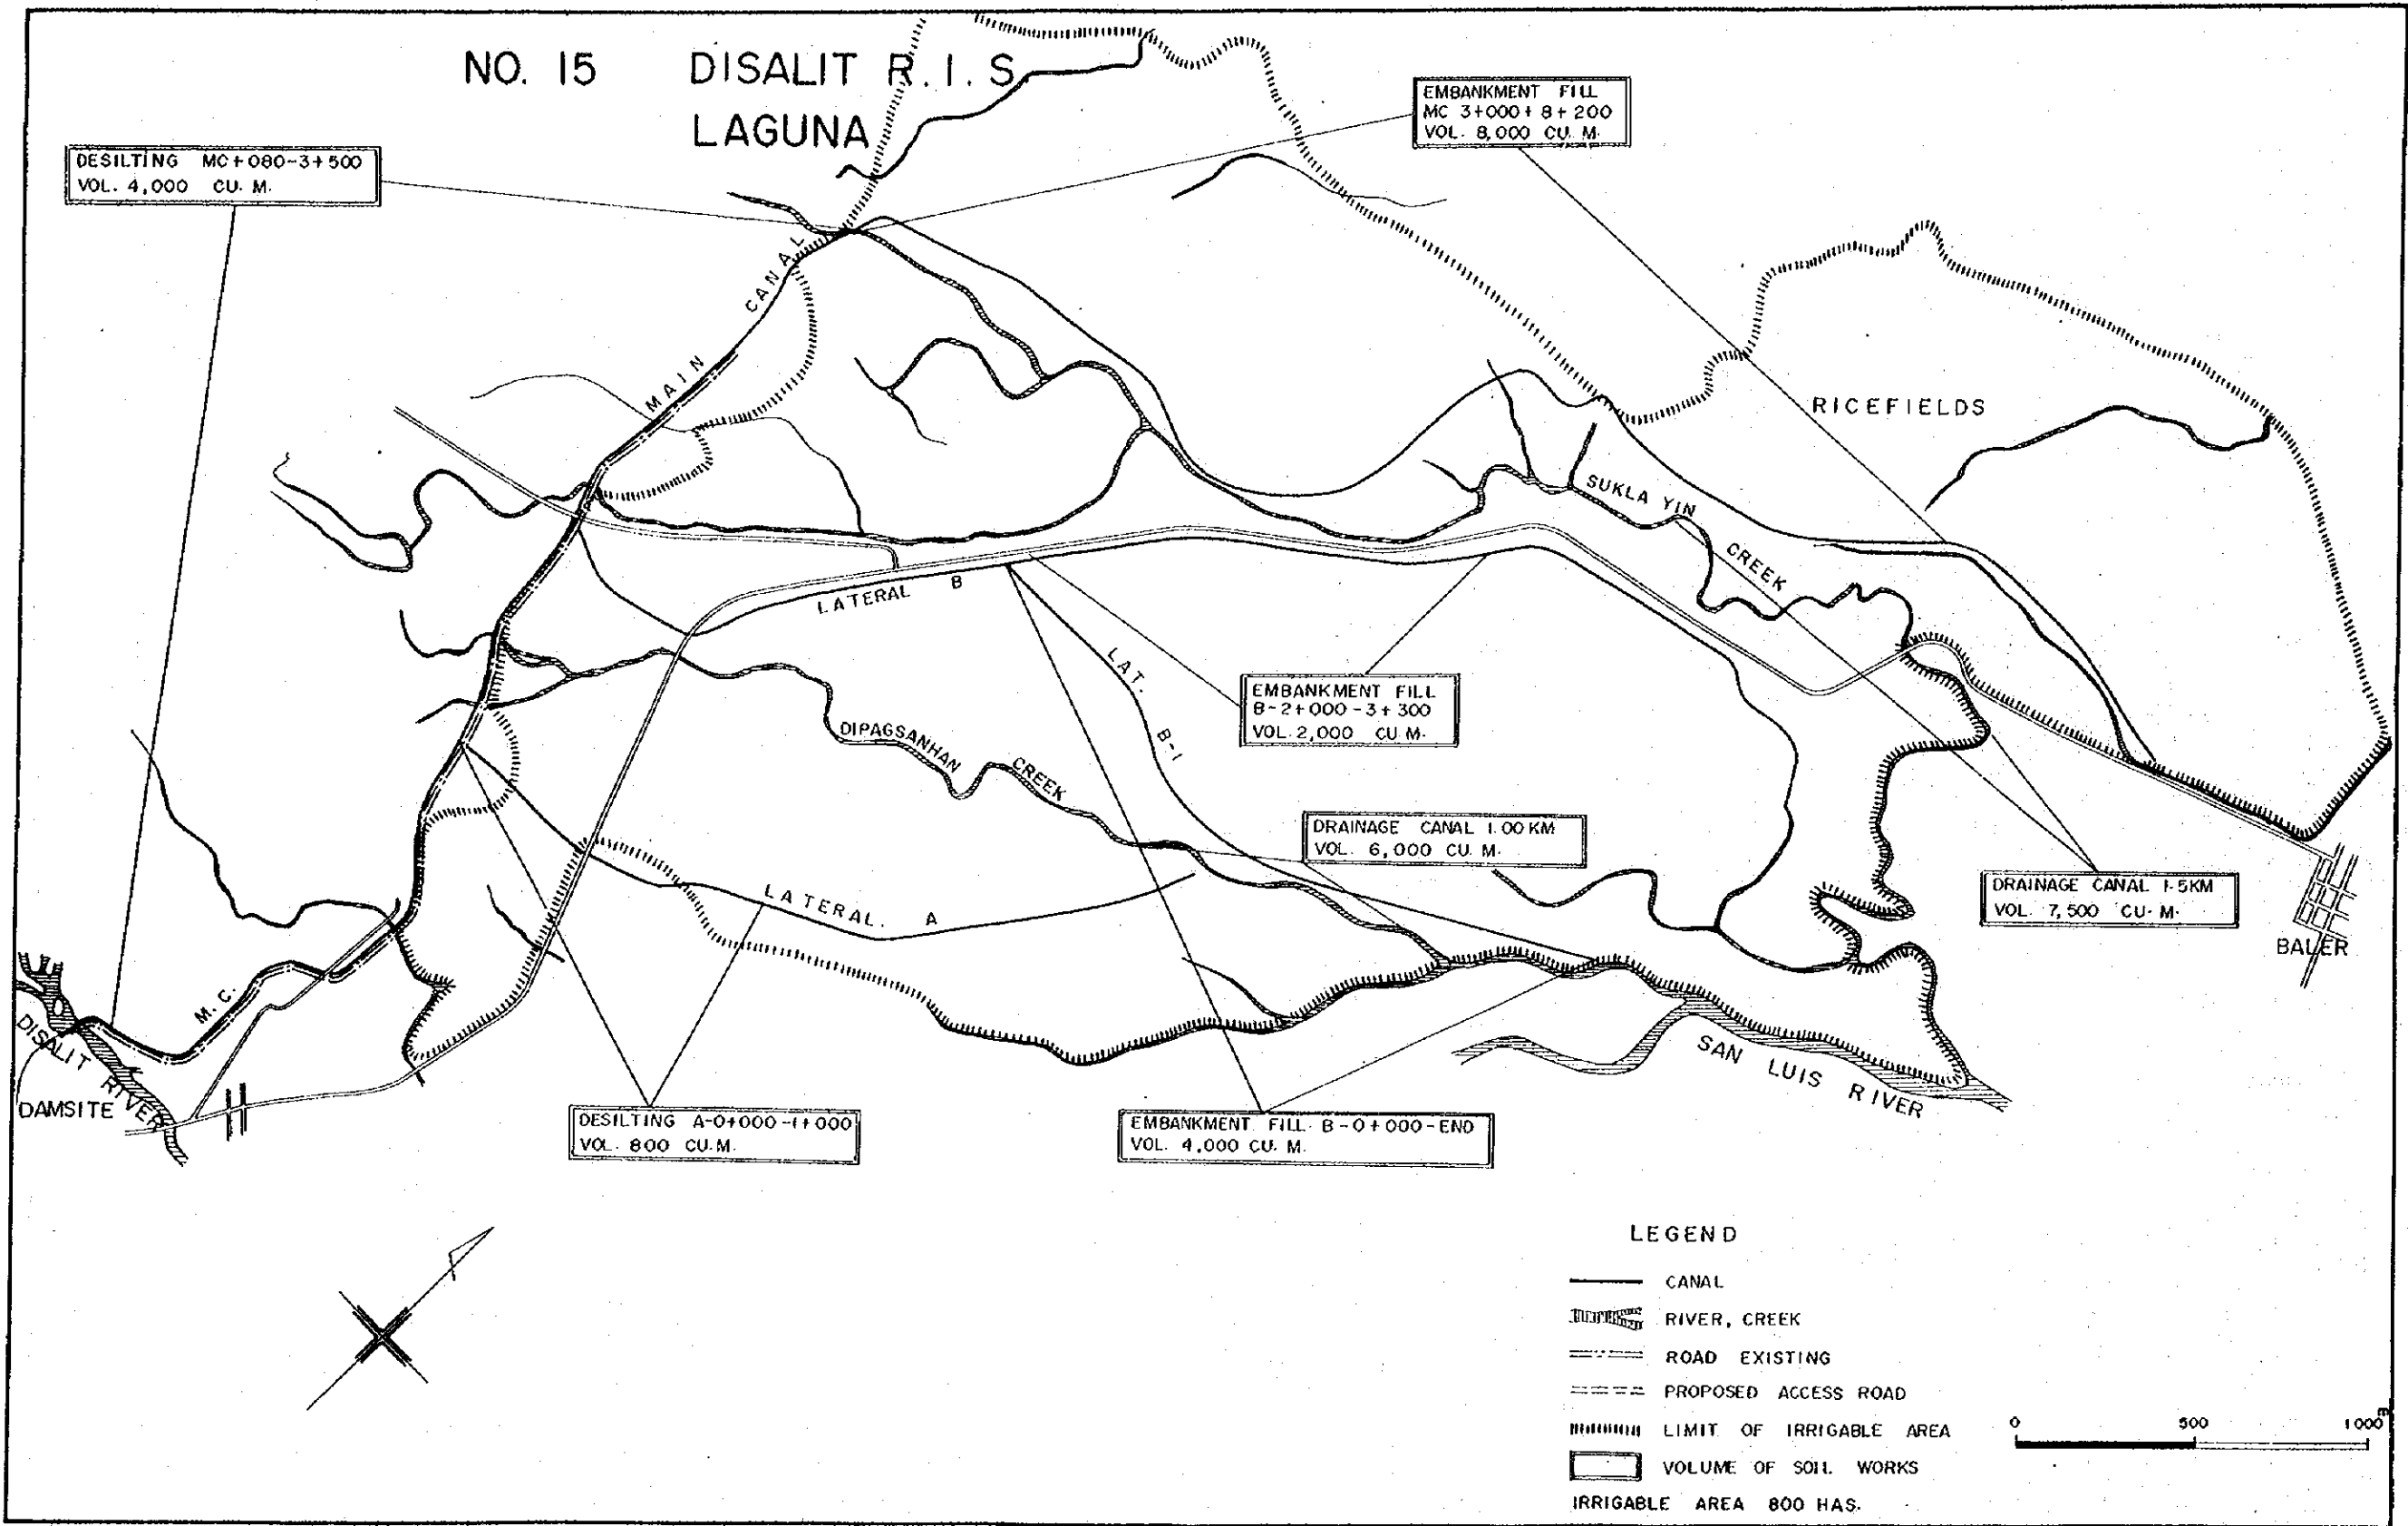 NO. 15 DISALIT R.I.S
LAGUNA
EMBANKMENT FILL
MC 3+000+8+200
VOL. 8,000 CU. M.
DESILTING MC+080-3+500
VOL. 4,000 CU. M.
MAIN CANAL
RICEFIELDS
SUKLA YIN CREEK
LATERAL B
LAT. B-1
EMBANKMENT FILL
B-2+000-3+300
VOL. 2,000 CU. M.
DIPAGSANHAN CREEK
DRAINAGE CANAL 1.00 KM
VOL. 6,000 CU. M.
LATERAL. A
DRAINAGE CANAL 1.5KM
VOL. 7,500 CU. M.
BALER
M.C.
DISALIT RIVER
DAMSITE
SAN LUIS RIVER
DESILTING A-0+000-1+000
VOL. 800 CU. M.
EMBANKMENT FILL B-0+000-END
VOL. 4,000 CU. M.
LEGEND
CANAL
RIVER, CREEK
ROAD EXISTING
PROPOSED ACCESS ROAD
LIMIT OF IRRIGABLE AREA
VOLUME OF SOIL WORKS
IRRIGABLE AREA 800 HAS.
0 500 1000 m